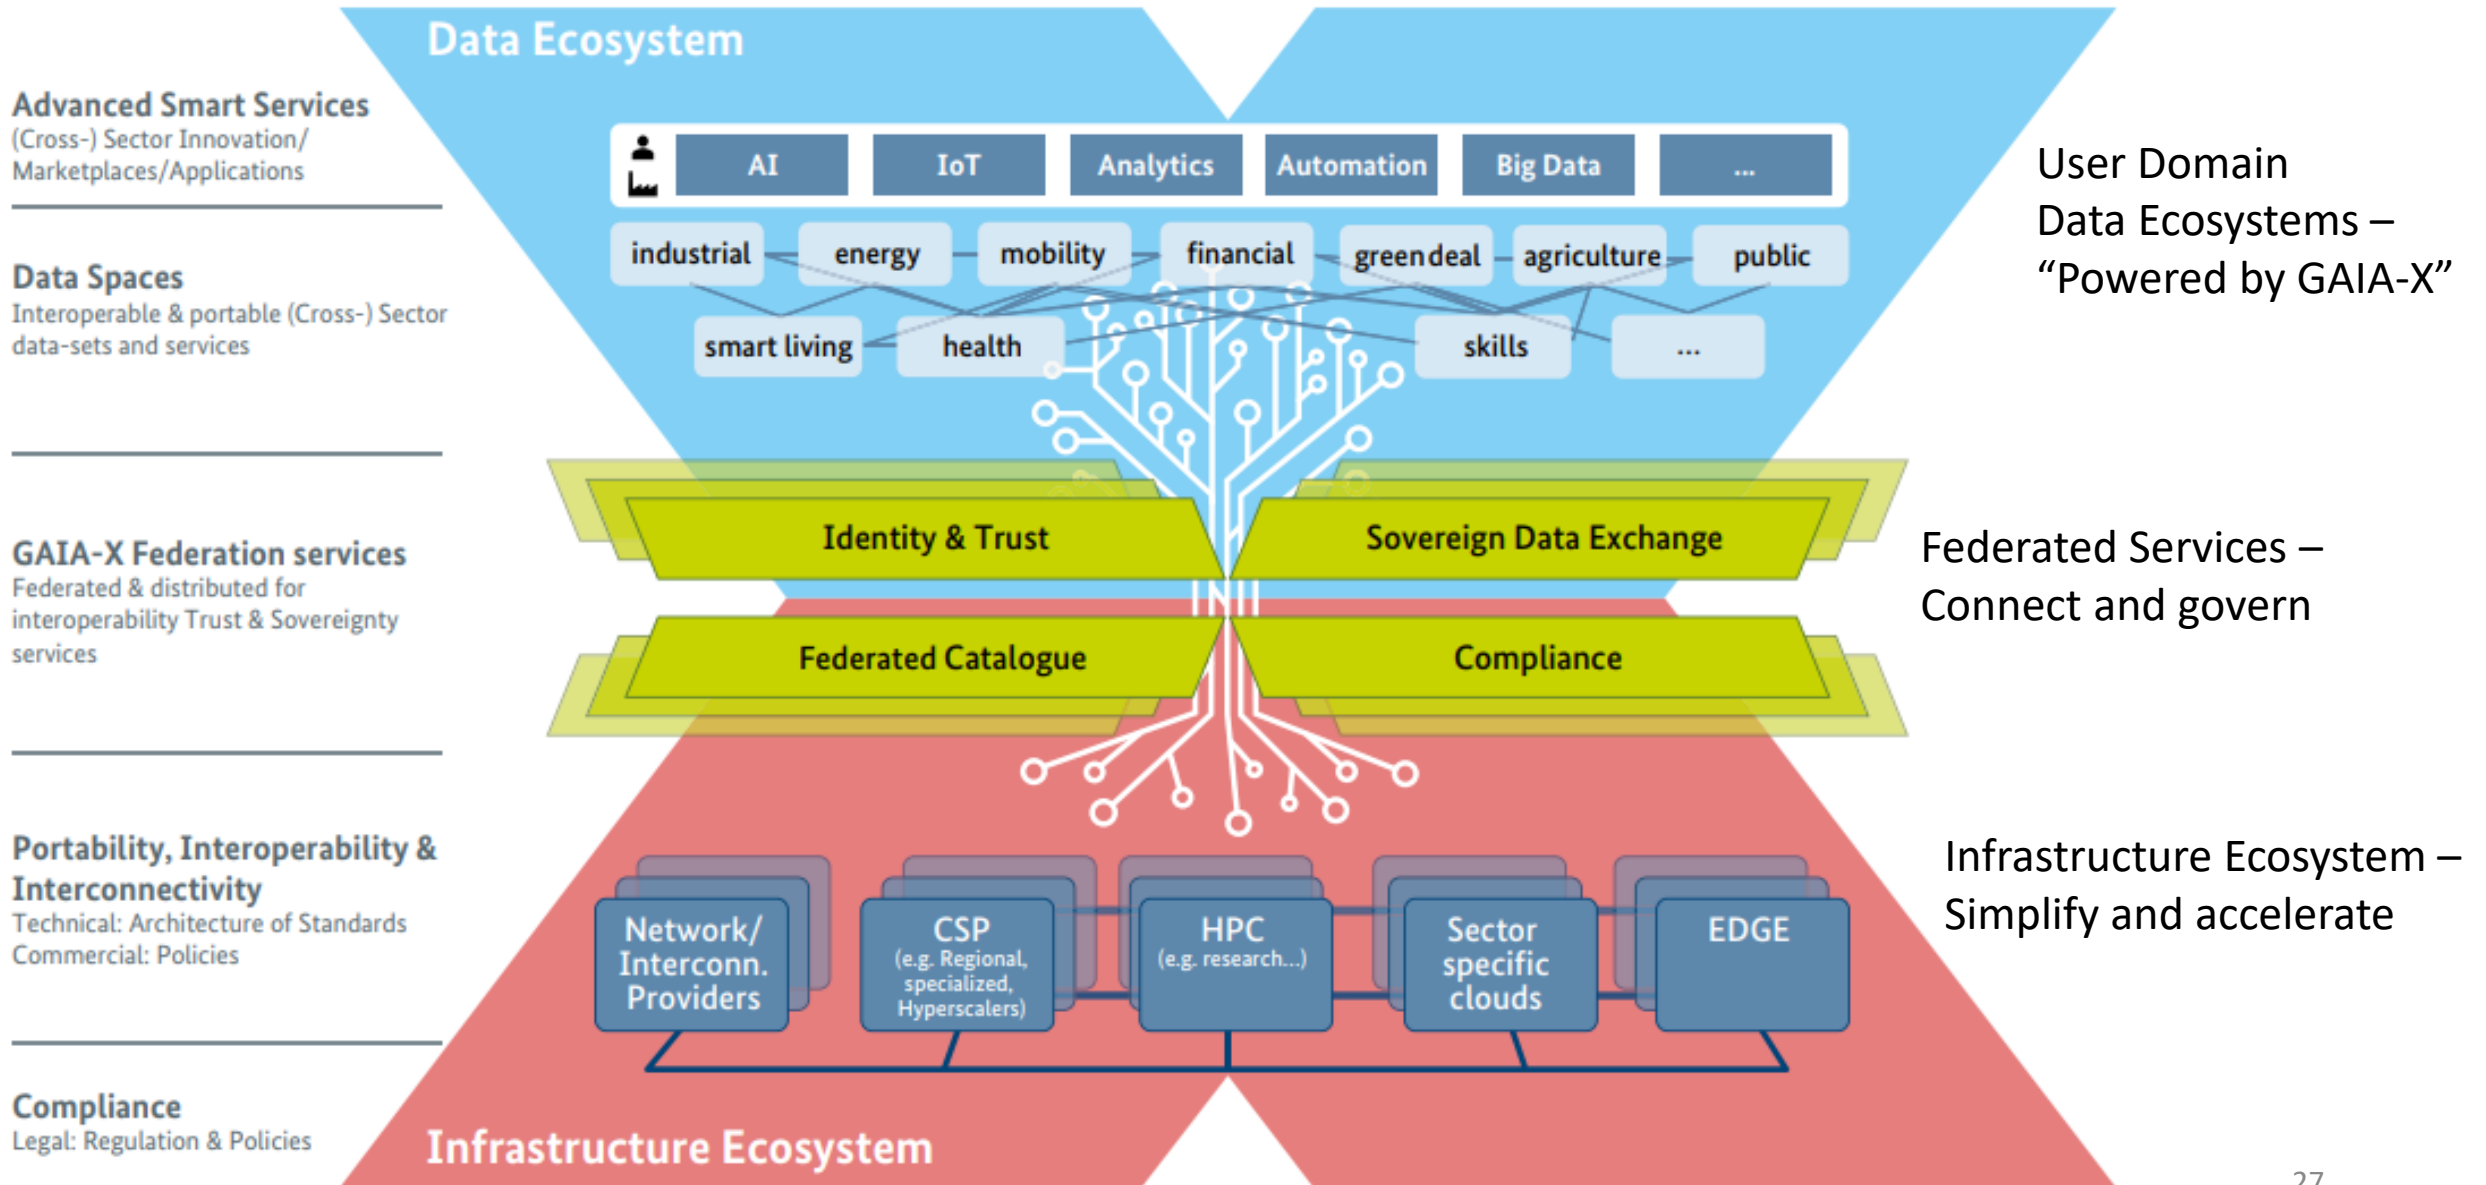 Data Ecosystem
Advanced Smart Services
(Cross-) Sector Innovation/
Marketplaces/Applications
AI
IoT
Analytics
Automation
Big Data
...
User Domain
Data Ecosystems –
“Powered by GAIA-X”
Data Spaces
Interoperable & portable (Cross-) Sector
data-sets and services
industrial
energy
mobility
financial
green deal
agriculture
public
smart living
health
skills
...
GAIA-X Federation services
Federated & distributed for
interoperability Trust & Sovereignty
services
Identity & Trust
Sovereign Data Exchange
Federated Catalogue
Compliance
Federated Services –
Connect and govern
Portability, Interoperability &
Interconnectivity
Technical: Architecture of Standards
Commercial: Policies
Network/
Interconn.
Providers
CSP
(e.g. Regional,
specialized,
Hyperscalers)
HPC
(e.g. research...)
Sector
specific
clouds
EDGE
Infrastructure Ecosystem –
Simplify and accelerate
Compliance
Legal: Regulation & Policies
Infrastructure Ecosystem
27